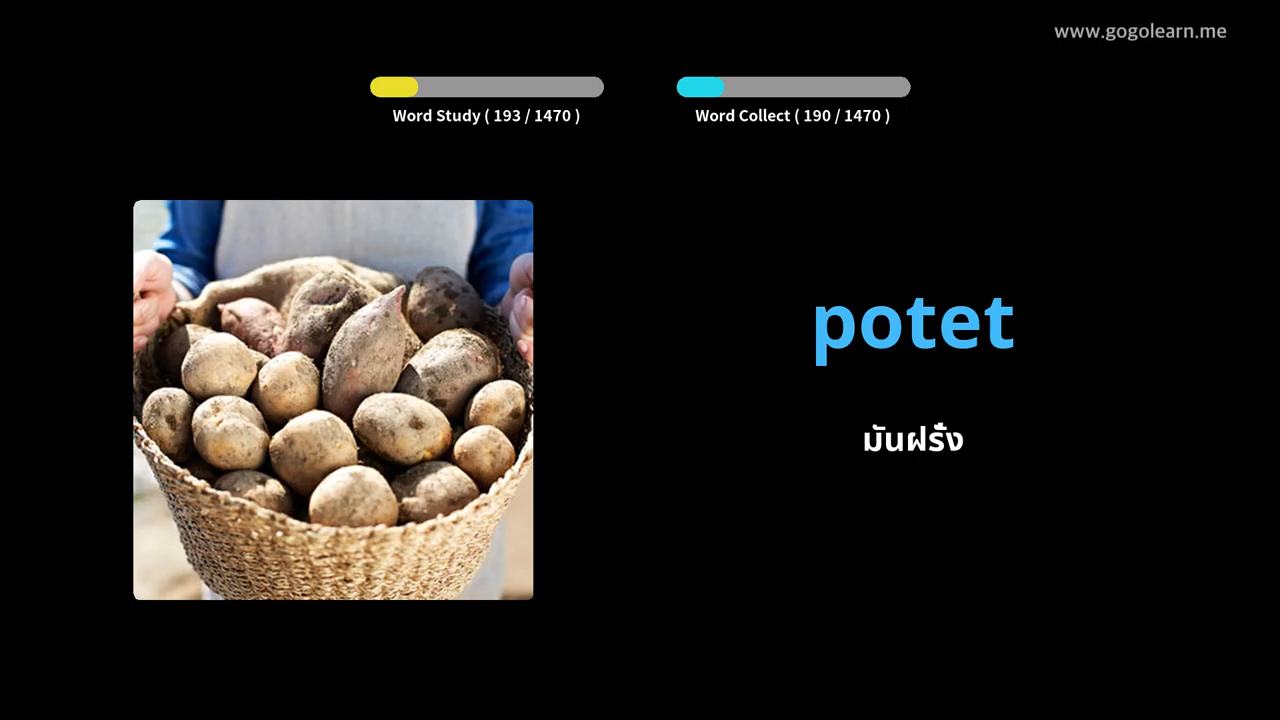 www.gogolearn.me
Word Study ( 193 / 1470 )
Word Collect ( 190 / 1470 )
potet
มันฝรั่ง